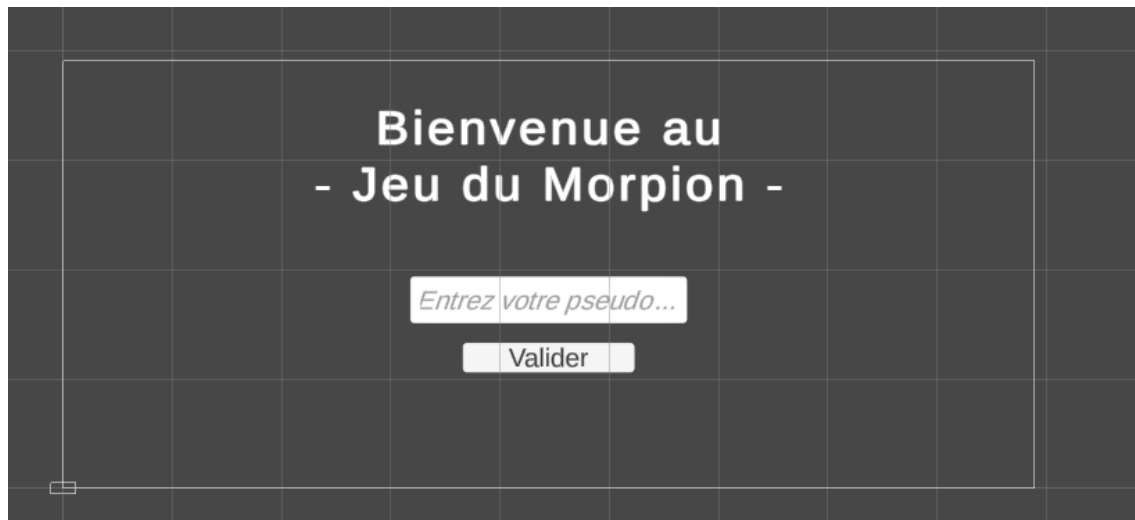 Bienvenue au
- Jeu du Morpion -
Entrez votre pseudo...
Valider